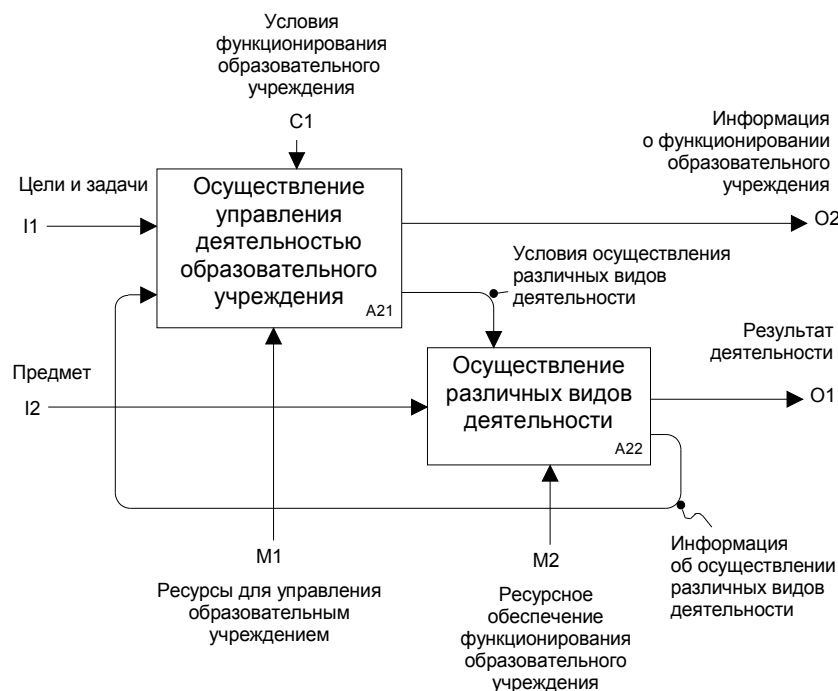 Условия
функционирования
образовательного
учреждения
C1
Информация
о функционировании
образовательного
учреждения
O2
Цели и задачи
I1
Осуществление
управления
деятельностью
образовательного
учреждения
A21
Условия осуществления
различных видов
деятельности
Результат
деятельности
O1
Предмет
I2
Осуществление
различных видов
деятельности
A22
M1
Ресурсы для управления
образовательным
учреждением
M2
Ресурсное
обеспечение
функционирования
образовательного
учреждения
Информация
об осуществлении
различных видов
деятельности